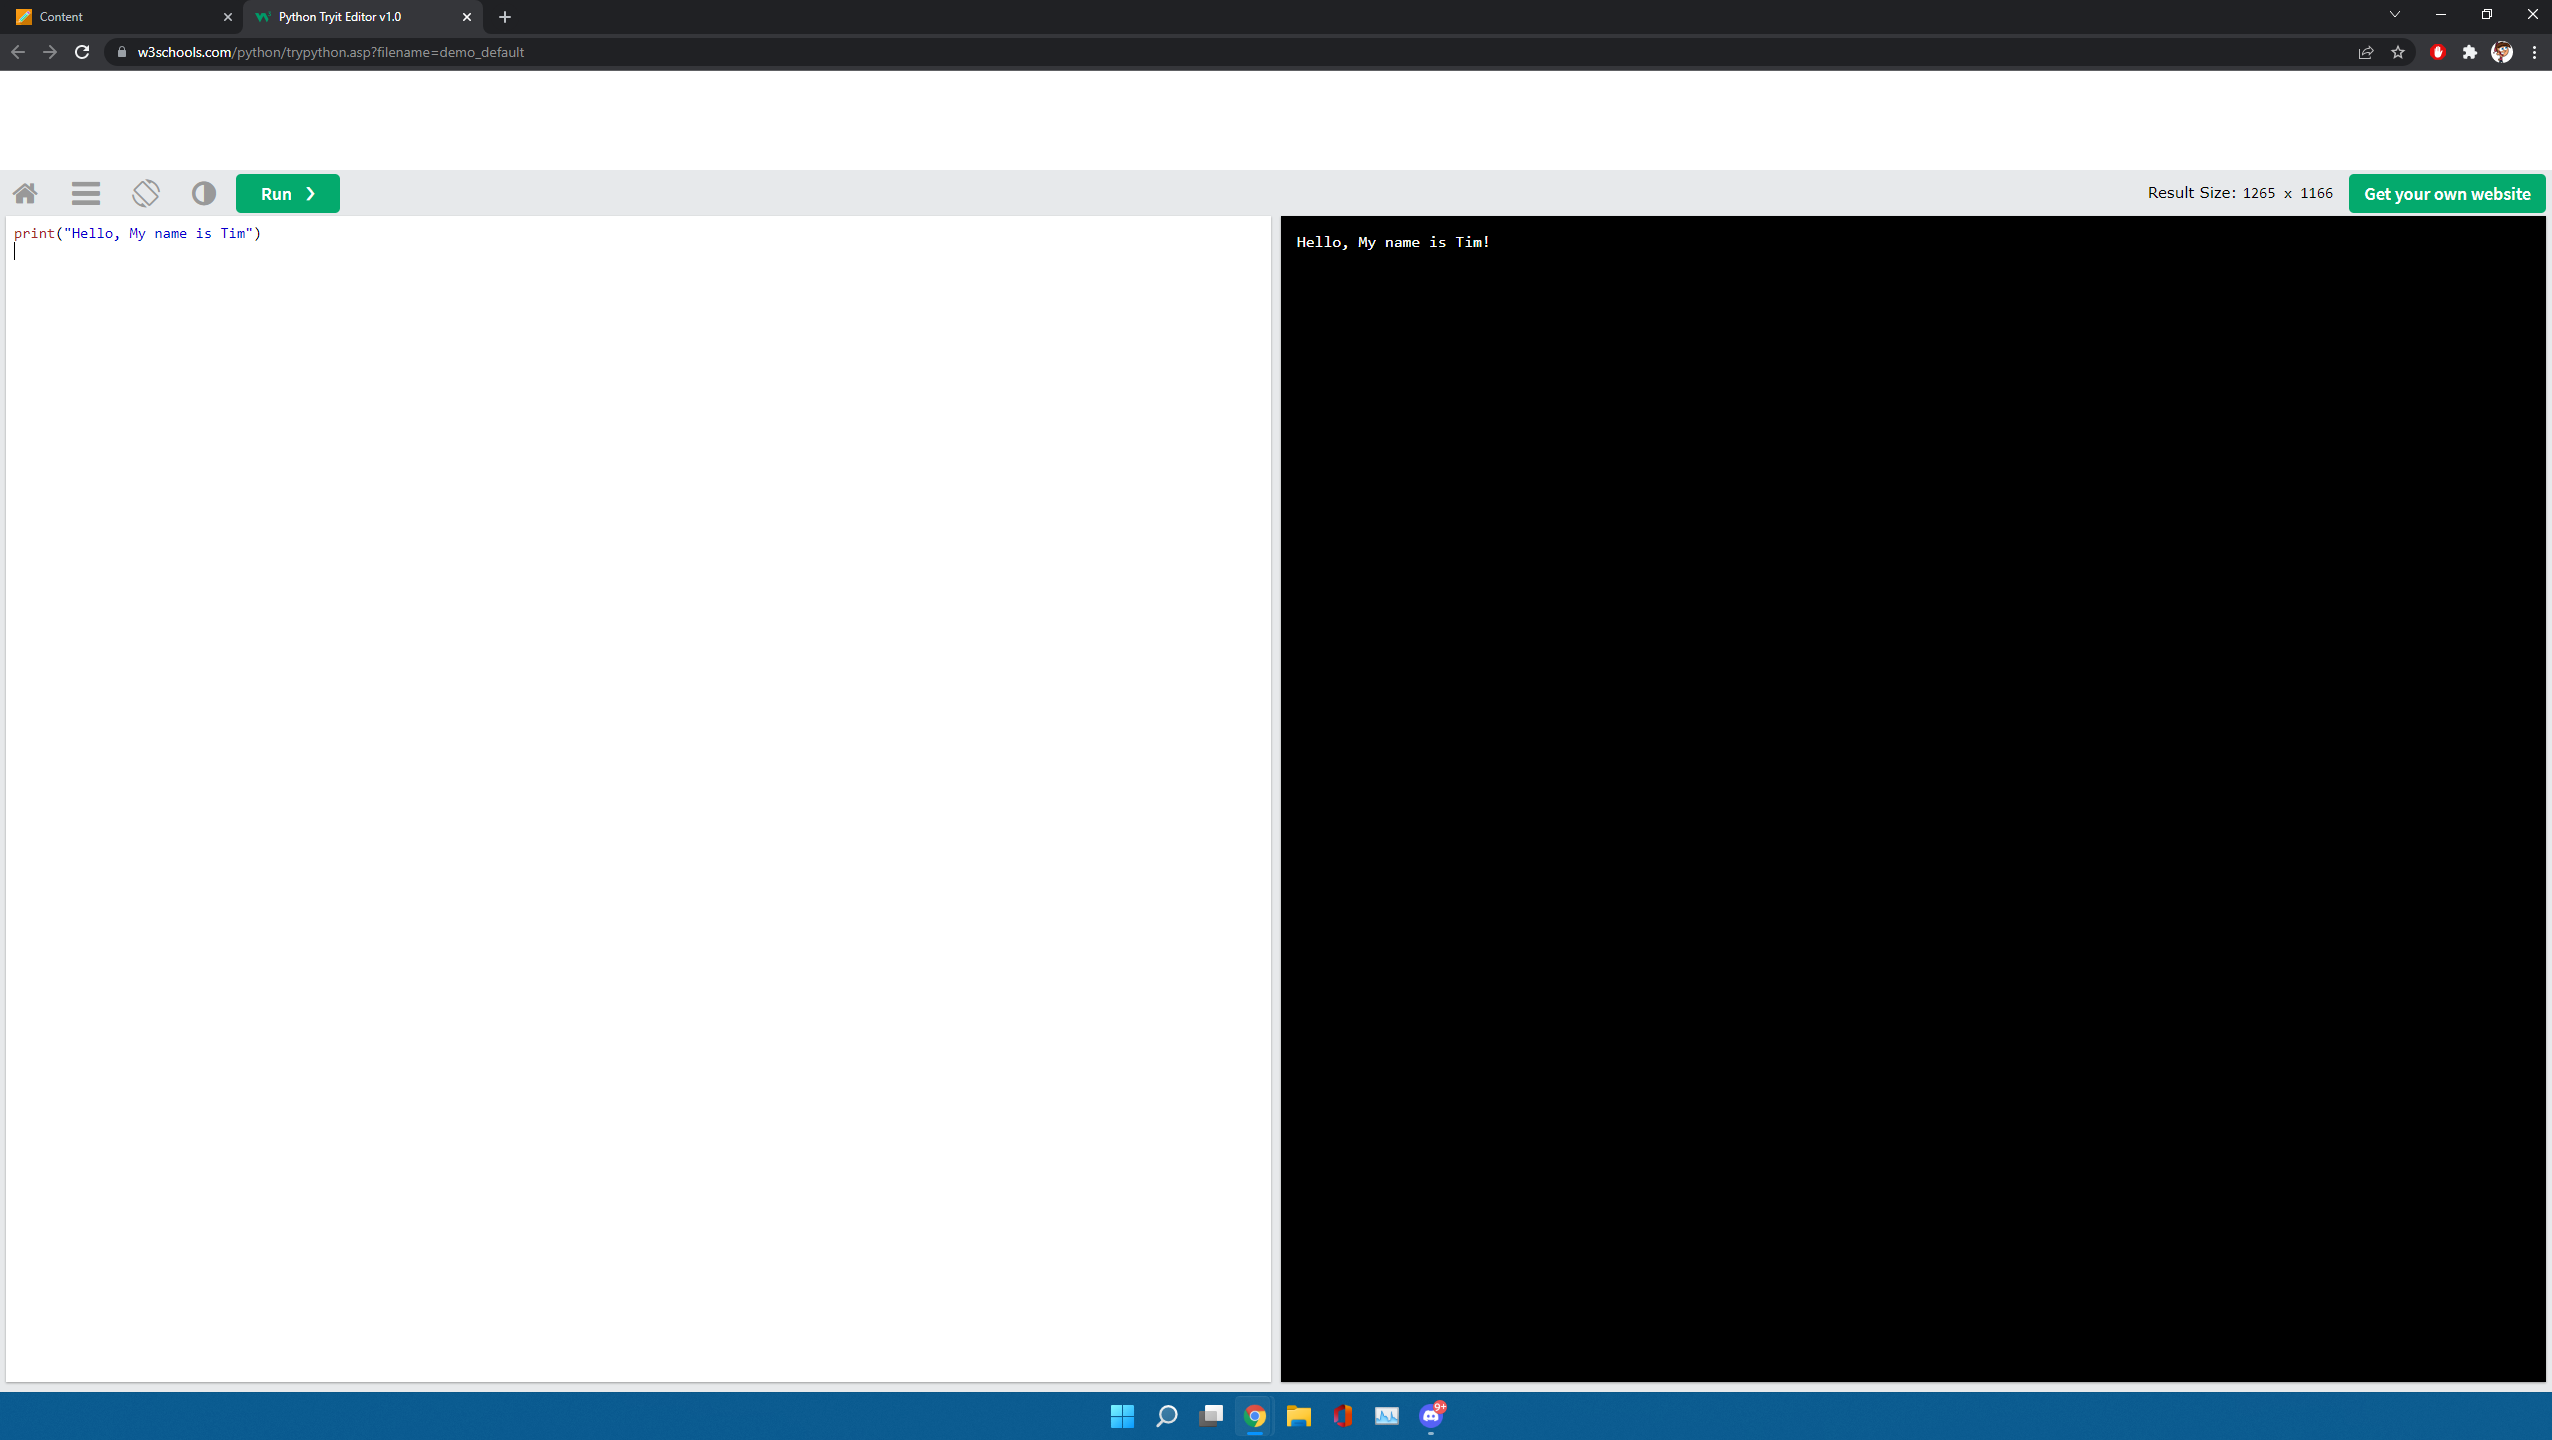 Content
Python Tryit Editor v1.0
w3schools.com/python/trypython.asp?filename=demo_default
Run ❯
Result Size: 1265 x 1166
Get your own website
print("Hello, My name is Tim")
Hello, My name is Tim!
9+